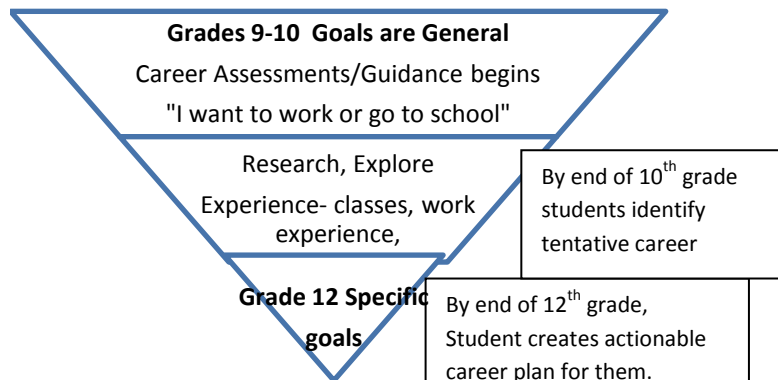 Grades 9-10 Goals are General
Career Assessments/Guidance begins
"I want to work or go to school"
Research, Explore
Experience- classes, work
experience,
By end of 10th grade
students identify
tentative career
Grade 12 Specific
goals
By end of 12th grade,
Student creates actionable
career plan for them.